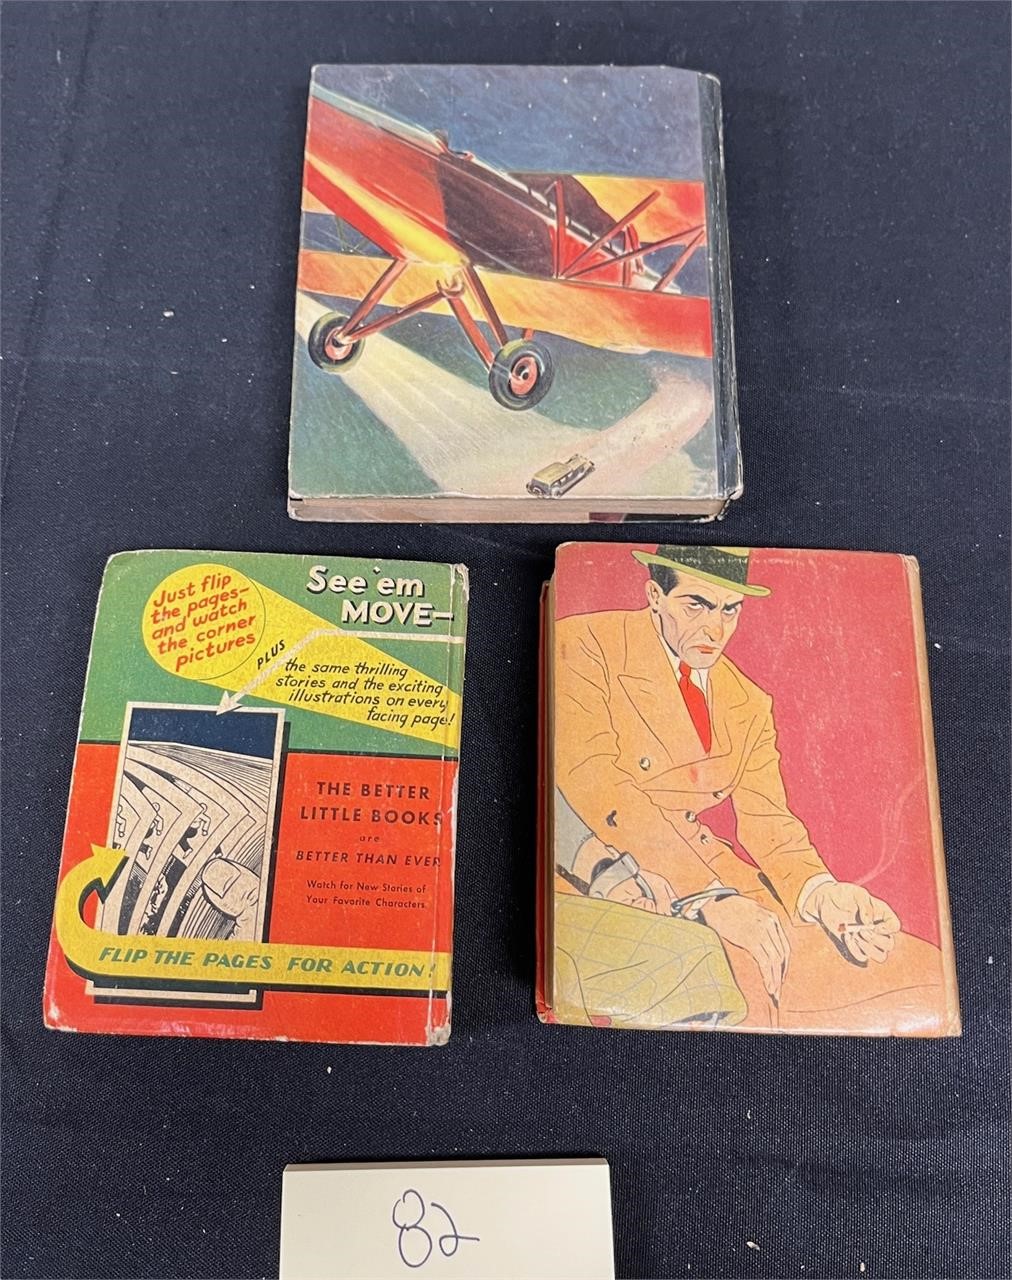 Just flip
the pages—
and watch
the corner
pictures
See 'em
MOVE—
PLUS
the same thrilling
stories and the exciting
illustrations on every
facing page!
THE BETTER
LITTLE BOOKS
are
BETTER THAN EVER
Watch for New Stories of
Your Favorite Characters
FLIP THE PAGES FOR ACTION!
82